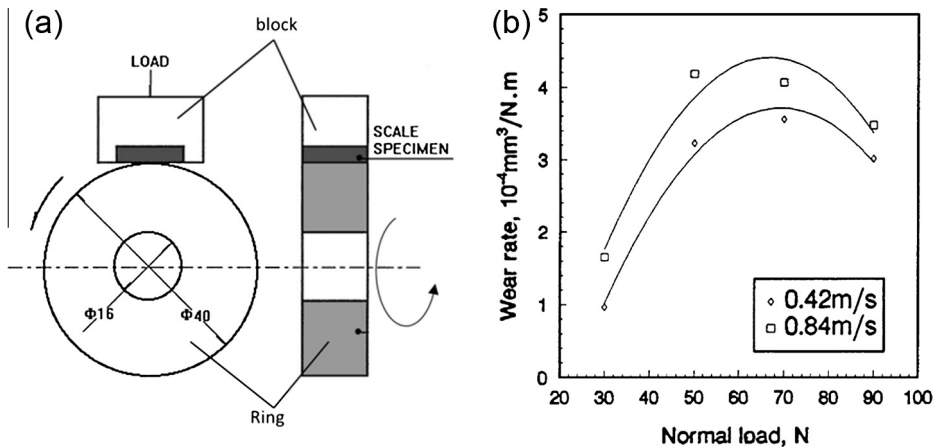 (a)
block
LOAD
SCALE
SPECIMEN
Φ16
Φ40
Ring
(b)
Wear rate, 10⁻⁴mm³/N.m
5
4
3
2
1
0
20 30 40 50 60 70 80 90 100
Normal load, N
0.42m/s
0.84m/s